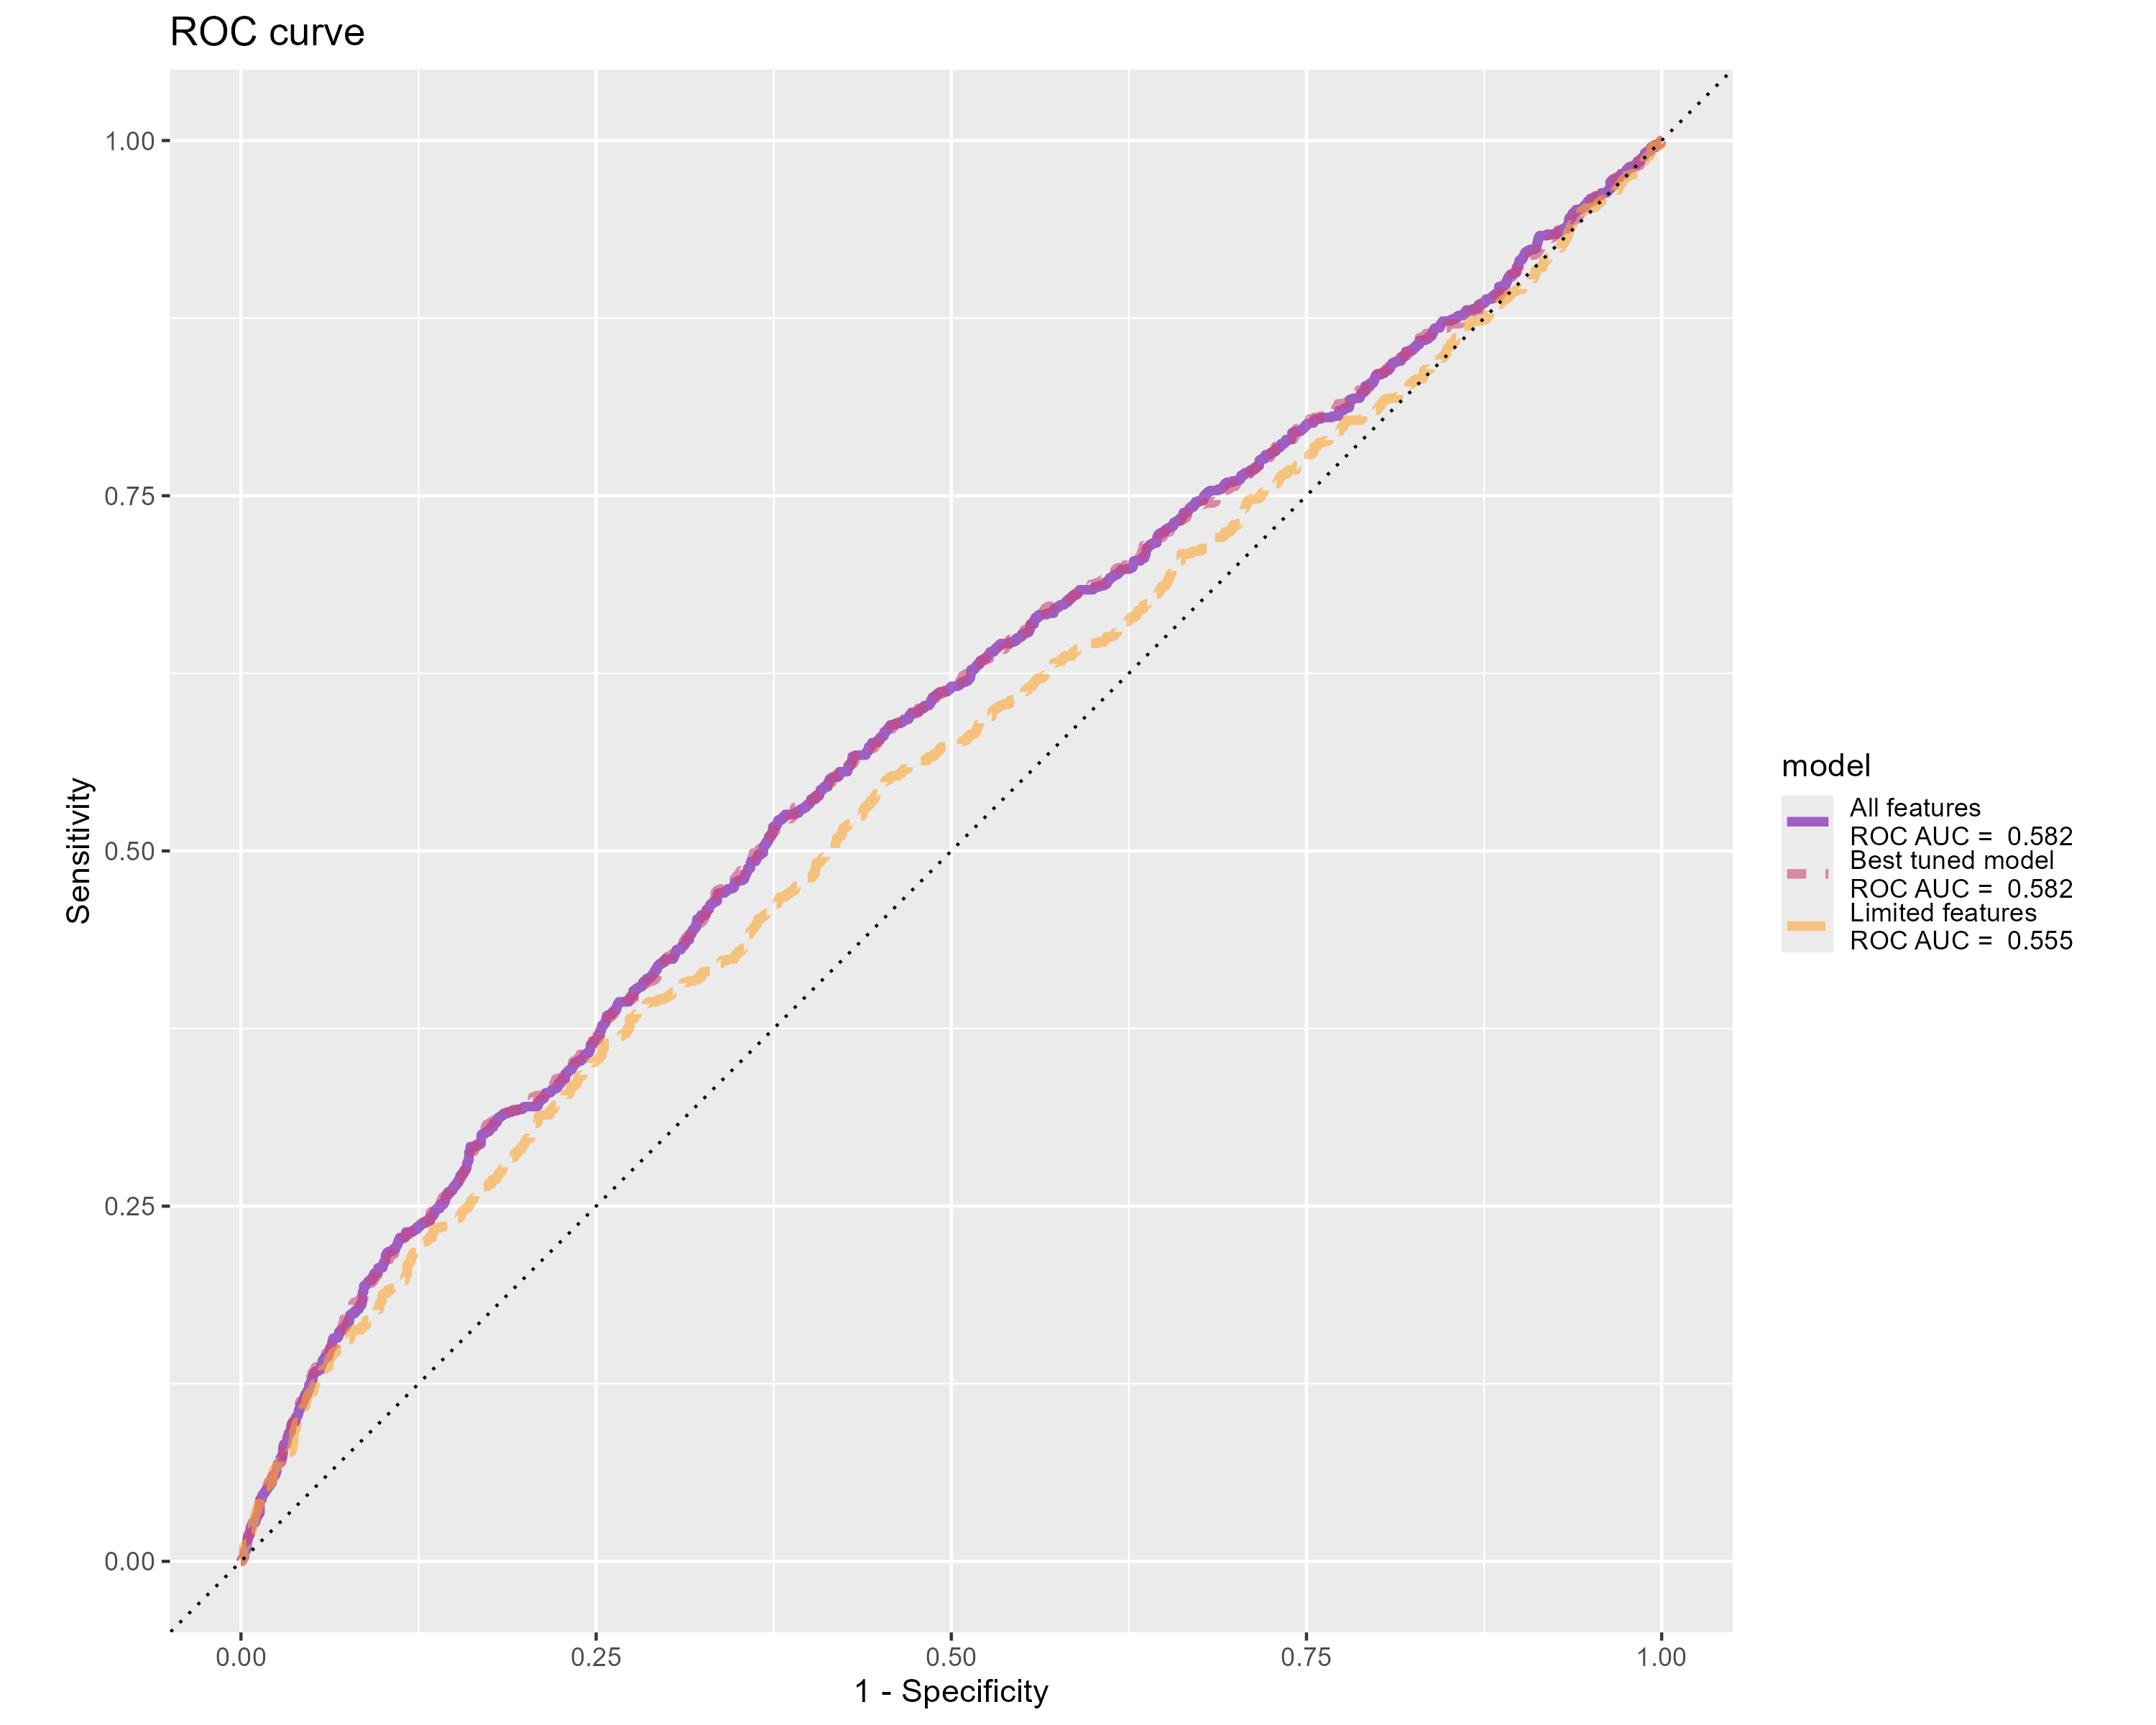 ROC curve
1.00
0.75
0.50
0.25
0.00
Sensitivity
0.00
0.25
0.50
0.75
1.00
1 - Specificity
model
All features
ROC AUC =  0.582
Best tuned model
ROC AUC =  0.582
Limited features
ROC AUC =  0.555